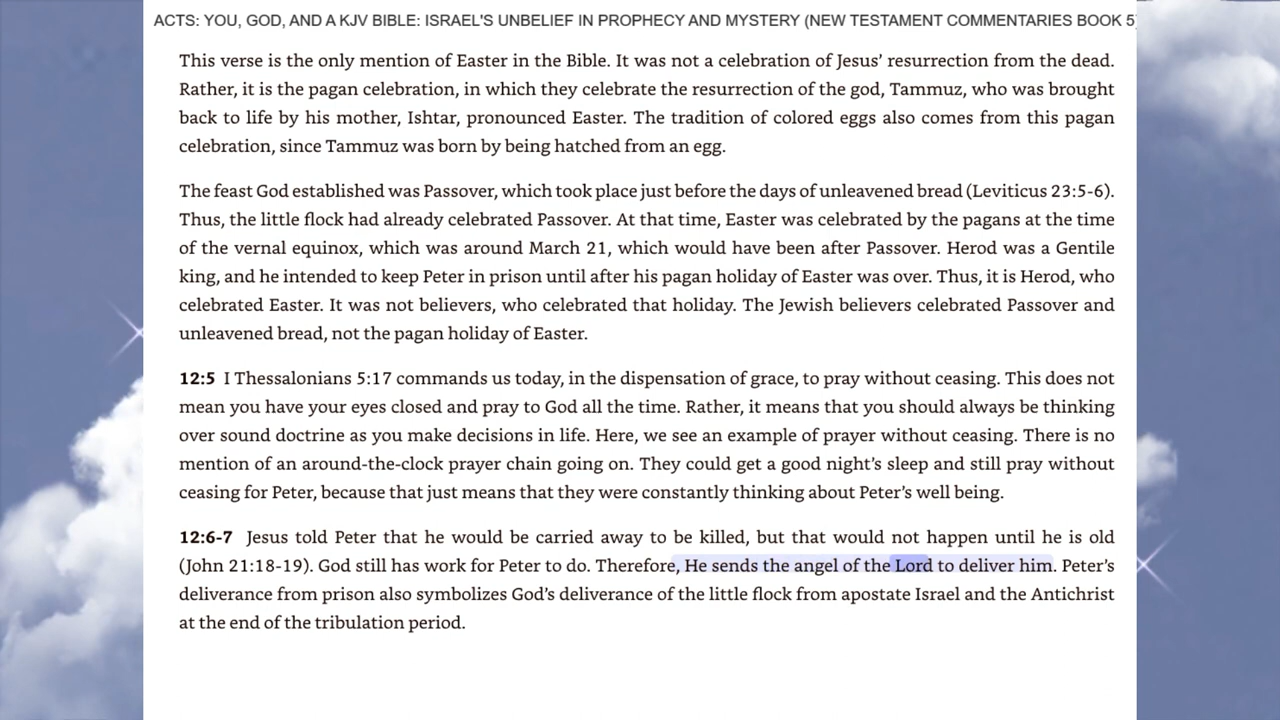 ACTS: YOU, GOD, AND A KJV BIBLE: ISRAEL'S UNBELIEF IN PROPHECY AND MYSTERY (NEW TESTAMENT COMMENTARIES BOOK 5)
This verse is the only mention of Easter in the Bible. It was not a celebration of Jesus’ resurrection from the dead.
Rather, it is the pagan celebration, in which they celebrate the resurrection of the god, Tammuz, who was brought
back to life by his mother, Ishtar, pronounced Easter. The tradition of colored eggs also comes from this pagan
celebration, since Tammuz was born by being hatched from an egg.
The feast God established was Passover, which took place just before the days of unleavened bread (Leviticus 23:5-6).
Thus, the little flock had already celebrated Passover. At that time, Easter was celebrated by the pagans at the time
of the vernal equinox, which was around March 21, which would have been after Passover. Herod was a Gentile
king, and he intended to keep Peter in prison until after his pagan holiday of Easter was over. Thus, it is Herod, who
celebrated Easter. It was not believers, who celebrated that holiday. The Jewish believers celebrated Passover and
unleavened bread, not the pagan holiday of Easter.
12:5 I Thessalonians 5:17 commands us today, in the dispensation of grace, to pray without ceasing. This does not
mean you have your eyes closed and pray to God all the time. Rather, it means that you should always be thinking
over sound doctrine as you make decisions in life. Here, we see an example of prayer without ceasing. There is no
mention of an around-the-clock prayer chain going on. They could get a good night’s sleep and still pray without
ceasing for Peter, because that just means that they were constantly thinking about Peter’s well being.
12:6-7 Jesus told Peter that he would be carried away to be killed, but that would not happen until he is old
(John 21:18-19). God still has work for Peter to do. Therefore, He sends the angel of the Lord to deliver him. Peter’s
deliverance from prison also symbolizes God’s deliverance of the little flock from apostate Israel and the Antichrist
at the end of the tribulation period.